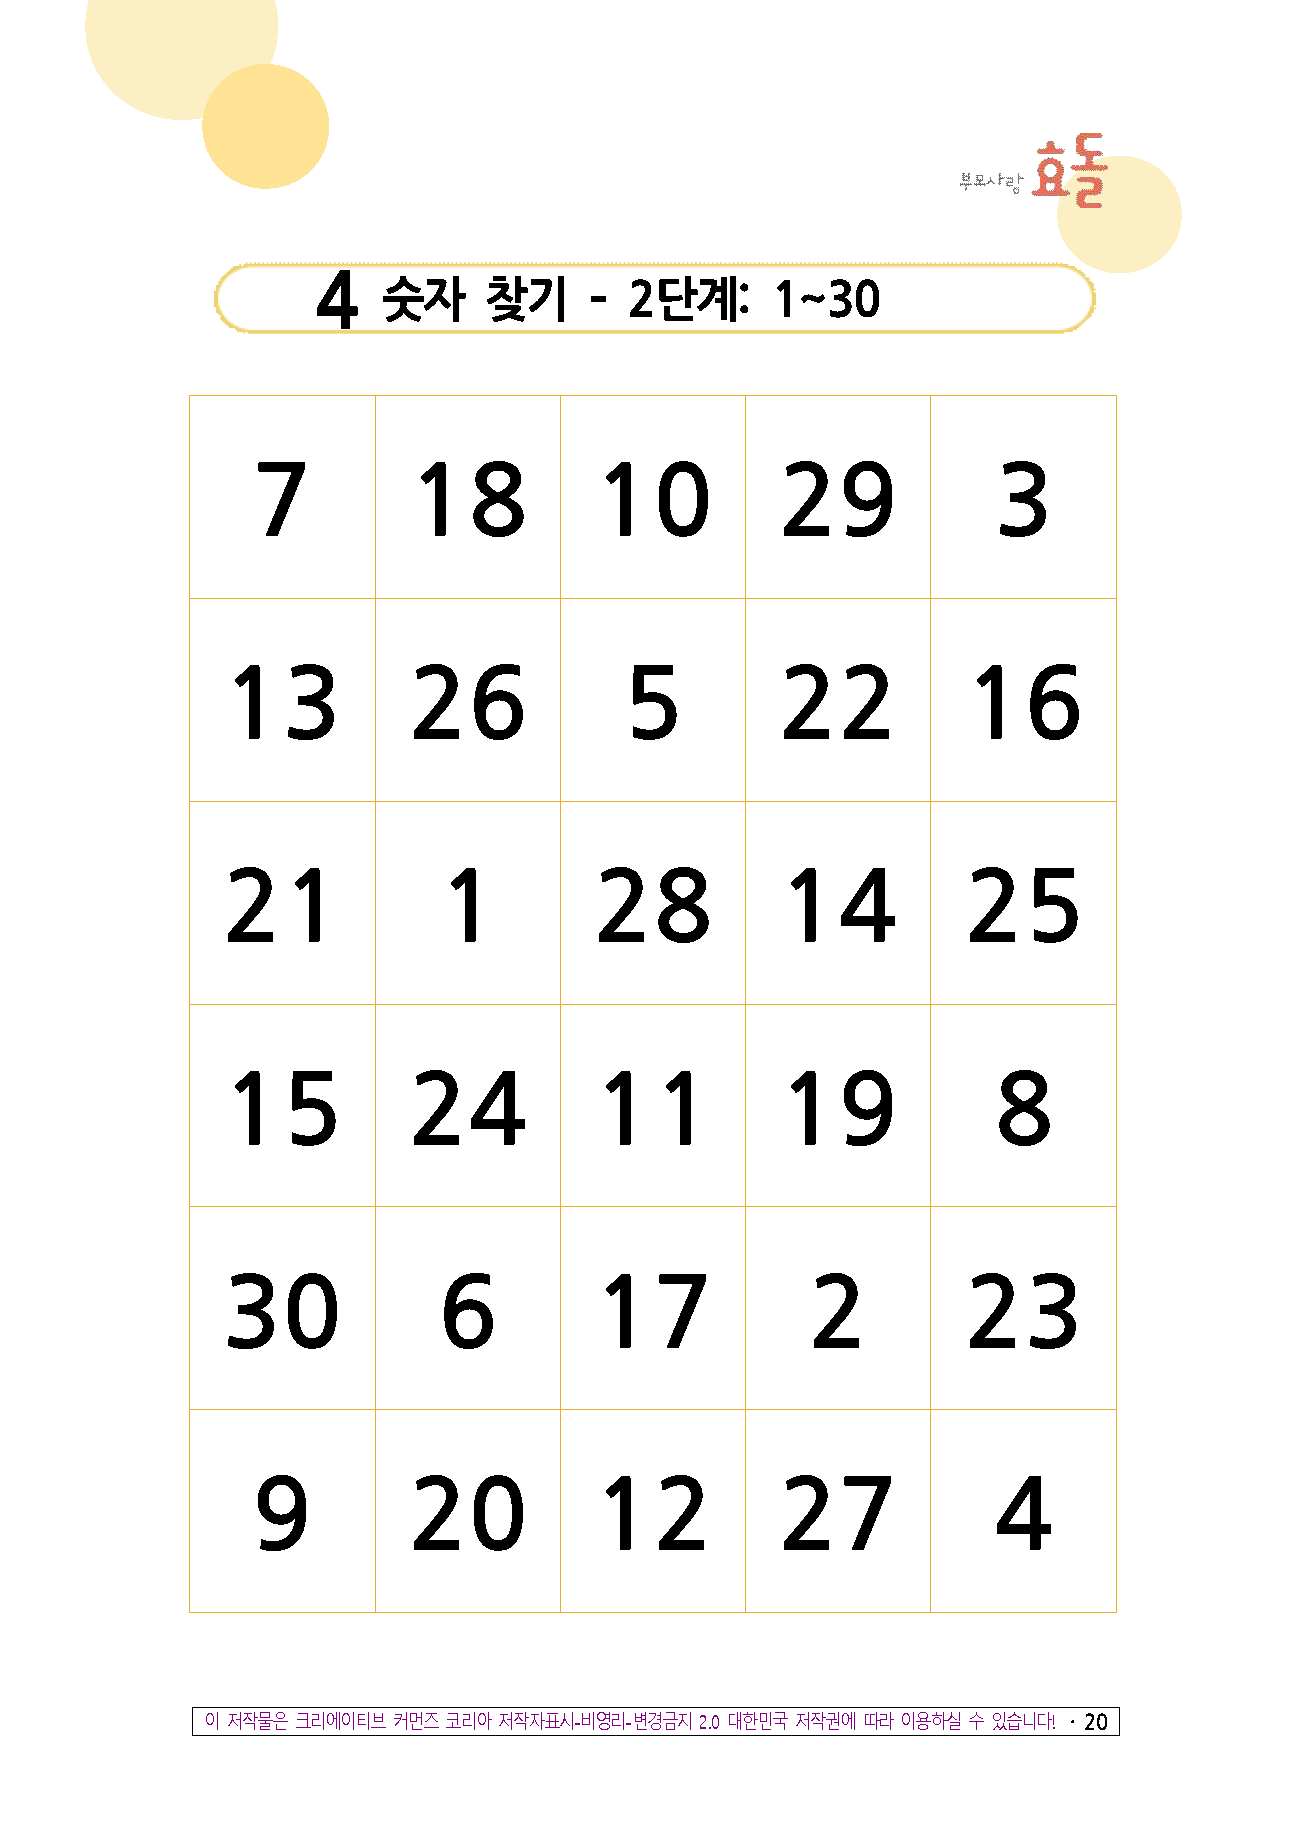 부모사랑 효돌
4 숫자 찾기 - 2단계: 1~30
7 18 10 29 3
13 26 5 22 16
21 1 28 14 25
15 24 11 19 8
30 6 17 2 23
9 20 12 27 4
이 저작물은 크리에이티브 커먼즈 코리아 저작자표시-비영리-변경금지 2.0 대한민국 저작권에 따라 이용하실 수 있습니다! · 20